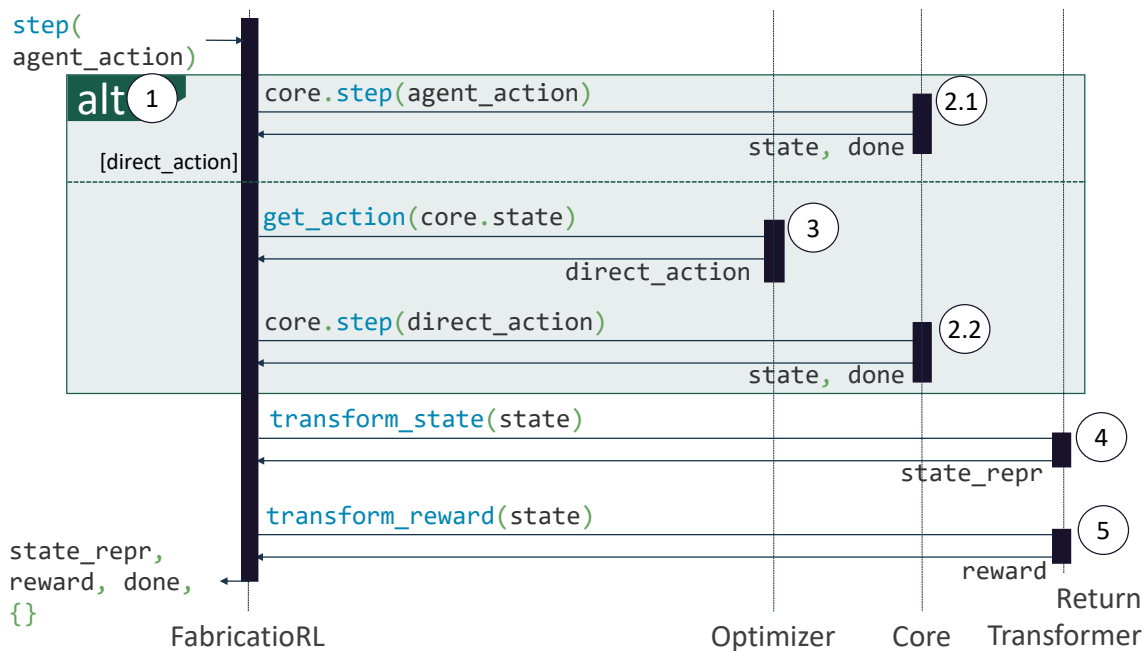 step(
agent_action)
alt 1
core.step(agent_action)
2.1
state, done
[direct_action]
get_action(core.state)
3
direct_action
core.step(direct_action)
2.2
state, done
transform_state(state)
4
state_repr
transform_reward(state)
5
reward
state_repr,
reward, done,
{}
FabricatioRL
Optimizer
Core
Return
Transformer